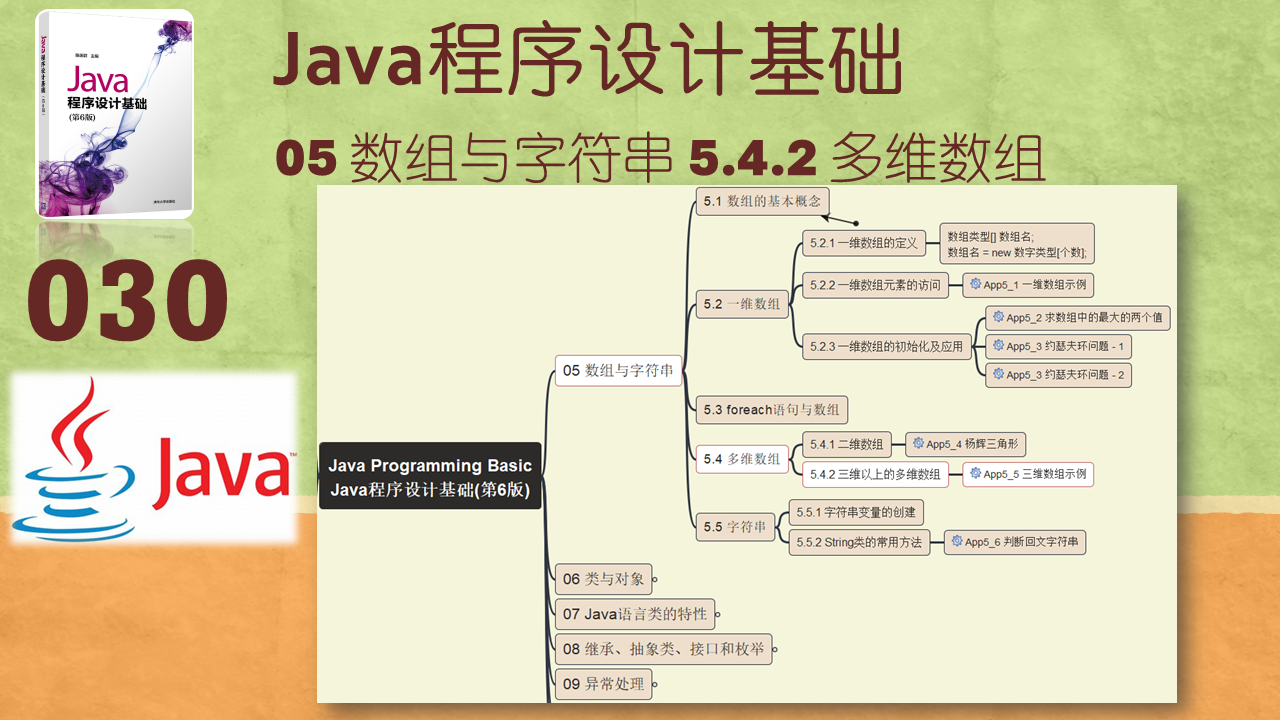 Java程序设计基础
05 数组与字符串 5.4.2 多维数组
陈国君 主编
Java
程序设计基础
(第6版)
清华大学出版社
030
Java™
Java Programming Basic
Java程序设计基础(第6版)
05 数组与字符串
5.1 数组的基本概念
5.2 一维数组
5.2.1 一维数组的定义
数组类型[] 数组名;
数组名 = new 数字类型[个数];
5.2.2 一维数组元素的访问
App5_1 一维数组示例
5.2.3 一维数组的初始化及应用
App5_2 求数组中的最大的两个值
App5_3 约瑟夫环问题 - 1
App5_3 约瑟夫环问题 - 2
5.3 foreach语句与数组
5.4 多维数组
5.4.1 二维数组
App5_4 杨辉三角形
5.4.2 三维以上的多维数组
App5_5 三维数组示例
5.5 字符串
5.5.1 字符串变量的创建
5.5.2 String类的常用方法
App5_6 判断回文字符串
06 类与对象
07 Java语言类的特性
08 继承、抽象类、接口和枚举
09 异常处理